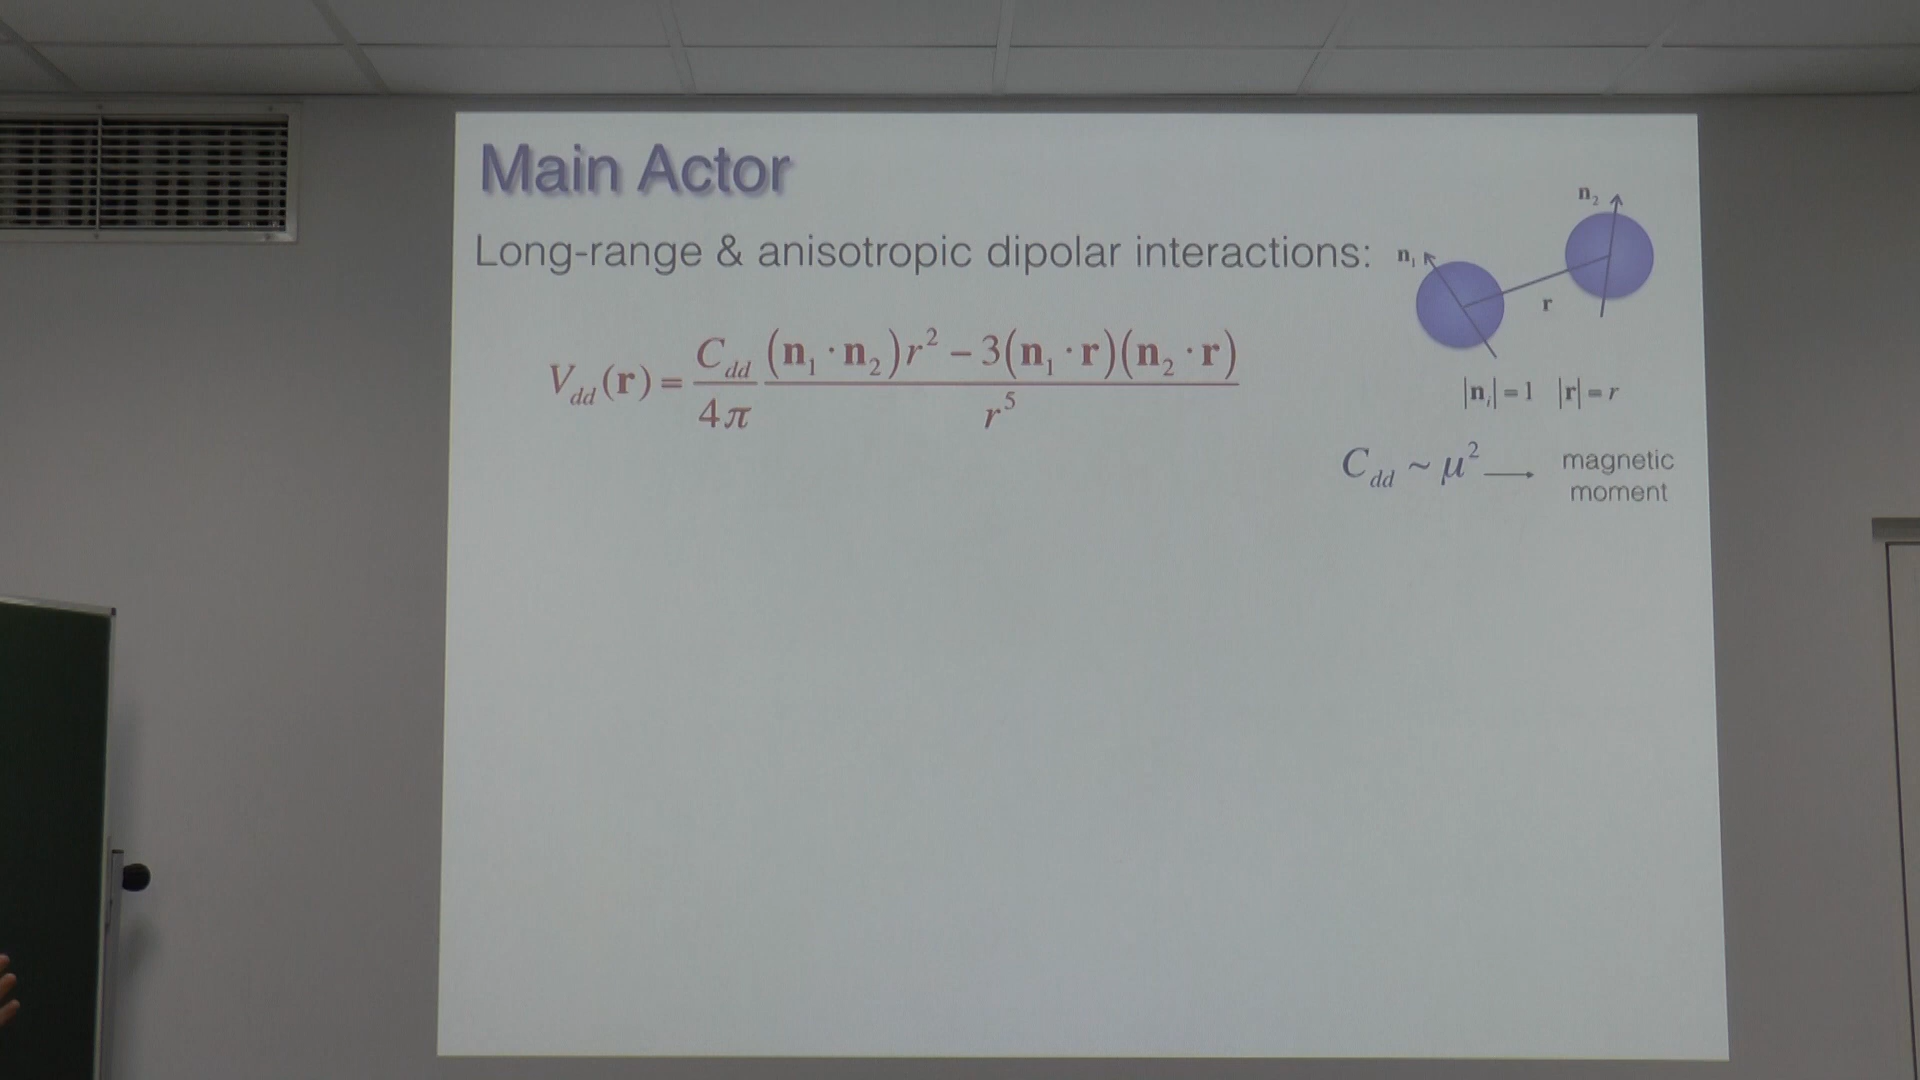 Main Actor
Long-range & anisotropic dipolar interactions:
n₂
n₁
r
V_dd(r) = C_dd/4π ((n₁ · n₂)r² – 3(n₁ · r)(n₂ · r))/r⁵
|nᵢ| = 1 |r| = r
C_dd ~ μ² → magnetic
moment